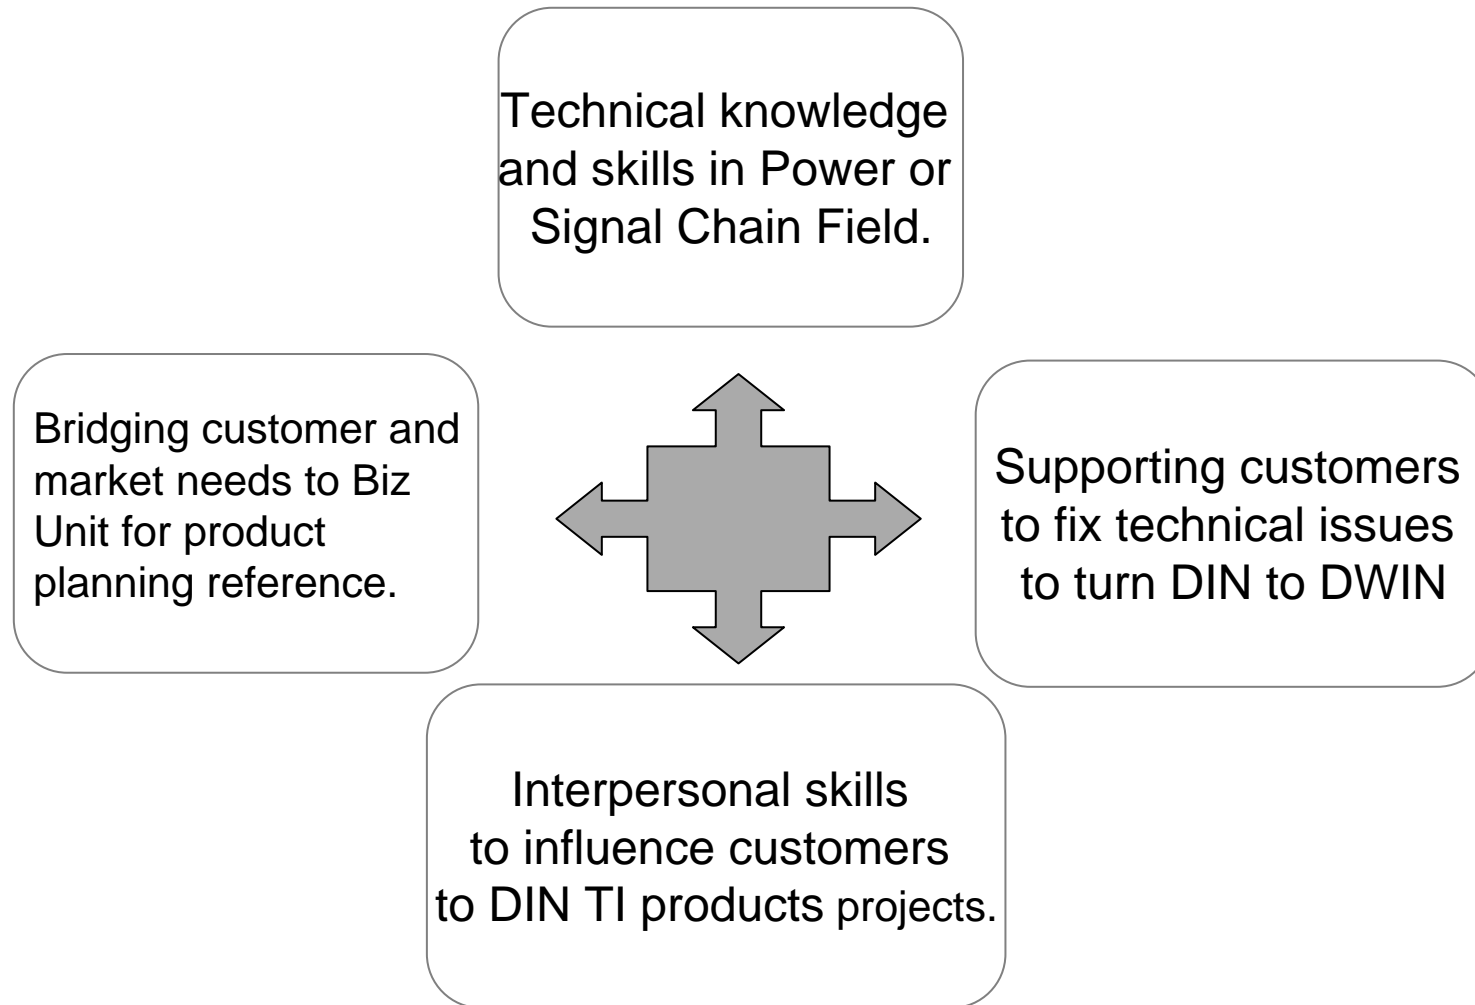 Technical knowledge
and skills in Power or
Signal Chain Field.
Bridging customer and
market needs to Biz
Unit for product
planning reference.
Supporting customers
to fix technical issues
to turn DIN to DWIN
Interpersonal skills
to influence customers
to DIN TI products projects.